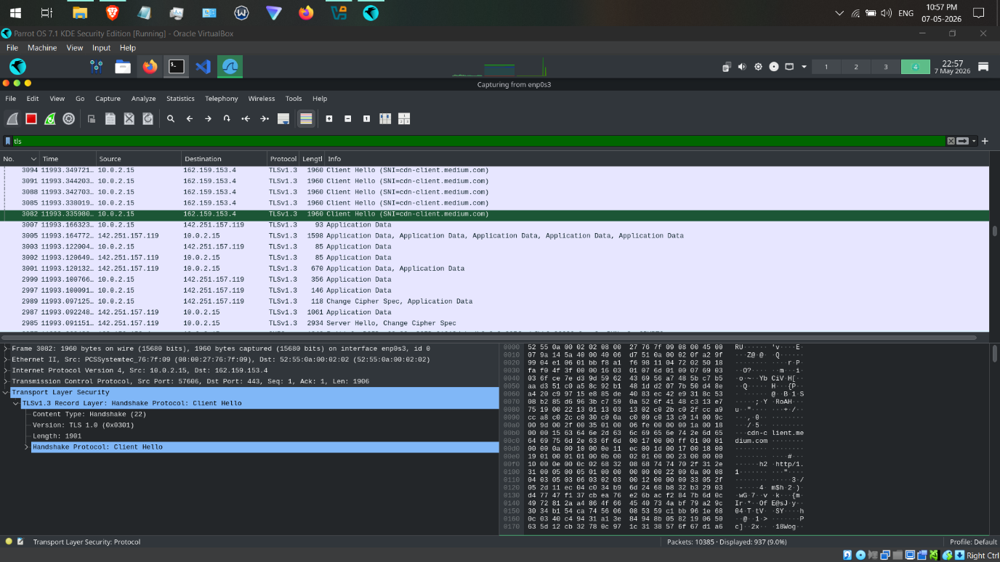 10:57 PM
ENG
07-05-2026
Parrot OS 7.1 KDE Security Edition [Running] - Oracle VirtualBox
File Machine View Input Help
1 2 3 4
22:57
7 May 2026
Capturing from enp0s3
File Edit View Go Capture Analyze Statistics Telephony Wireless Tools Help
tls
No. Time Source Destination Protocol Lengtl Info
3094 11993.349721… 10.0.2.15 162.159.153.4 TLSv1.3 1960 Client Hello (SNI=cdn-client.medium.com)
3091 11993.344203… 10.0.2.15 162.159.153.4 TLSv1.3 1960 Client Hello (SNI=cdn-client.medium.com)
3088 11993.342703… 10.0.2.15 162.159.153.4 TLSv1.3 1960 Client Hello (SNI=cdn-client.medium.com)
3085 11993.338019… 10.0.2.15 162.159.153.4 TLSv1.3 1960 Client Hello (SNI=cdn-client.medium.com)
3082 11993.335980… 10.0.2.15 162.159.153.4 TLSv1.3 1960 Client Hello (SNI=cdn-client.medium.com)
3007 11993.166323… 10.0.2.15 142.251.157.119 TLSv1.3 93 Application Data
3005 11993.164772… 142.251.157.119 10.0.2.15 TLSv1.3 1598 Application Data, Application Data, Application Data, Application Data, Application Data
3003 11993.122004… 10.0.2.15 142.251.157.119 TLSv1.3 85 Application Data
3002 11993.120649… 142.251.157.119 10.0.2.15 TLSv1.3 85 Application Data
3001 11993.120132… 142.251.157.119 10.0.2.15 TLSv1.3 670 Application Data, Application Data
2999 11993.100766… 10.0.2.15 142.251.157.119 TLSv1.3 356 Application Data
2997 11993.100091… 10.0.2.15 142.251.157.119 TLSv1.3 146 Application Data
2989 11993.097125… 10.0.2.15 142.251.157.119 TLSv1.3 118 Change Cipher Spec, Application Data
2987 11993.092248… 142.251.157.119 10.0.2.15 TLSv1.3 1061 Application Data
2985 11993.091151… 142.251.157.119 10.0.2.15 TLSv1.3 2934 Server Hello, Change Cipher Spec
Frame 3082: 1960 bytes on wire (15680 bits), 1960 bytes captured (15680 bits) on interface enp0s3, id 0
Ethernet II, Src: PCSSystemtec_76:7f:09 (08:00:27:76:7f:09), Dst: 52:55:0a:00:02:02 (52:55:0a:00:02:02)
Internet Protocol Version 4, Src: 10.0.2.15, Dst: 162.159.153.4
Transmission Control Protocol, Src Port: 57606, Dst Port: 443, Seq: 1, Ack: 1, Len: 1906
Transport Layer Security
TLSv1.3 Record Layer: Handshake Protocol: Client Hello
Content Type: Handshake (22)
Version: TLS 1.0 (0x0301)
Length: 1901
Handshake Protocol: Client Hello
0000 52 55 0a 00 02 02 08 00 27 76 7f 09 08 00 45 00
0010 07 9a 14 5a 40 00 40 06 d7 51 0a 00 02 0f a2 9f
0020 99 04 e1 06 01 bb f8 a1 f6 98 11 04 72 02 50 18
0030 fa f0 4f 3f 00 00 16 03 01 07 6d 01 00 07 69 03
0040 03 6f ce 7e d3 9d 59 62 43 69 56 a7 48 5b c7 b5
0050 aa d3 51 c0 a5 8c 92 b1 48 1d d2 07 7b 50 d4 8e
0060 a4 20 c9 97 15 e8 85 de 40 83 ec 42 e9 31 8c 53
0070 08 b2 85 d6 96 3b c7 59 0a 52 6f 41 48 c3 13 e7
0080 75 19 00 22 13 01 13 03 13 02 c0 2b c0 2f cc a9
0090 cc a8 c0 2c c0 30 c0 0a c0 09 c0 13 c0 14 00 9c
00a0 00 9d 00 2f 00 35 01 00 06 fe 00 00 00 1a 00 18
00b0 00 00 15 63 64 6e 2d 63 6c 69 65 6e 74 2e 6d 65
00c0 64 69 75 6d 2e 63 6f 6d 00 17 00 00 ff 01 00 01
00d0 00 00 0a 00 10 00 0e 11 ec 00 1d 00 17 00 18 00
00e0 19 01 00 01 01 00 0b 00 02 01 00 00 23 00 00 00
00f0 10 00 0e 00 0c 02 68 32 08 68 74 74 70 2f 31 2e
0100 31 00 05 00 05 01 00 00 00 00 00 22 00 0a 00 08
0110 04 03 05 03 06 03 02 03 00 12 00 00 00 33 05 2f
0120 05 2d 11 ec 04 c0 34 b9 6d 24 68 b8 32 b3 29 03
0130 d4 77 47 f1 37 cb ea 76 e2 6b ac f2 84 7b 6d 0c
0140 49 72 81 2a a4 86 4f 66 45 40 73 4a bf 79 a2 9c
0150 30 34 b1 54 ca 74 56 06 08 53 59 c1 bb 96 1e 68
0160 0c 03 40 c4 94 31 a1 3e 84 94 8b 05 82 19 06 50
0170 63 5d 12 cb 32 78 0c 97 1c 31 38 57 6f 67 d1 a6
Transport Layer Security: Protocol
Packets: 10385 · Displayed: 937 (9.0%)
Profile: Default
Right Ctrl